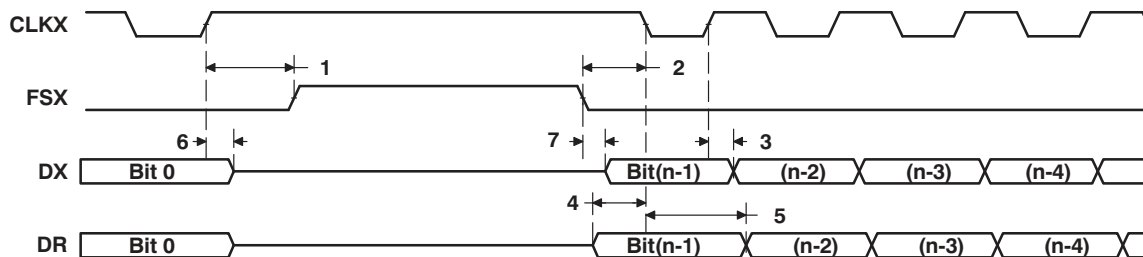 CLKX
1 2
FSX
6 7 3
DX Bit 0 Bit(n-1) (n-2) (n-3) (n-4)
4 5
DR Bit 0 Bit(n-1) (n-2) (n-3) (n-4)